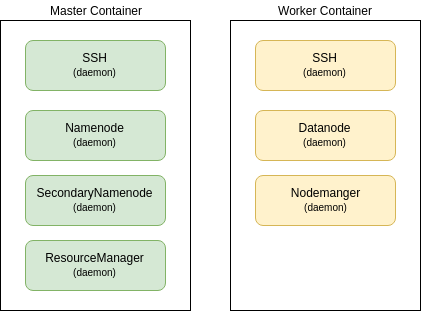 Master Container
SSH
(daemon)
Namenode
(daemon)
SecondaryNamenode
(daemon)
ResourceManager
(daemon)
Worker Container
SSH
(daemon)
Datanode
(daemon)
Nodemanger
(daemon)